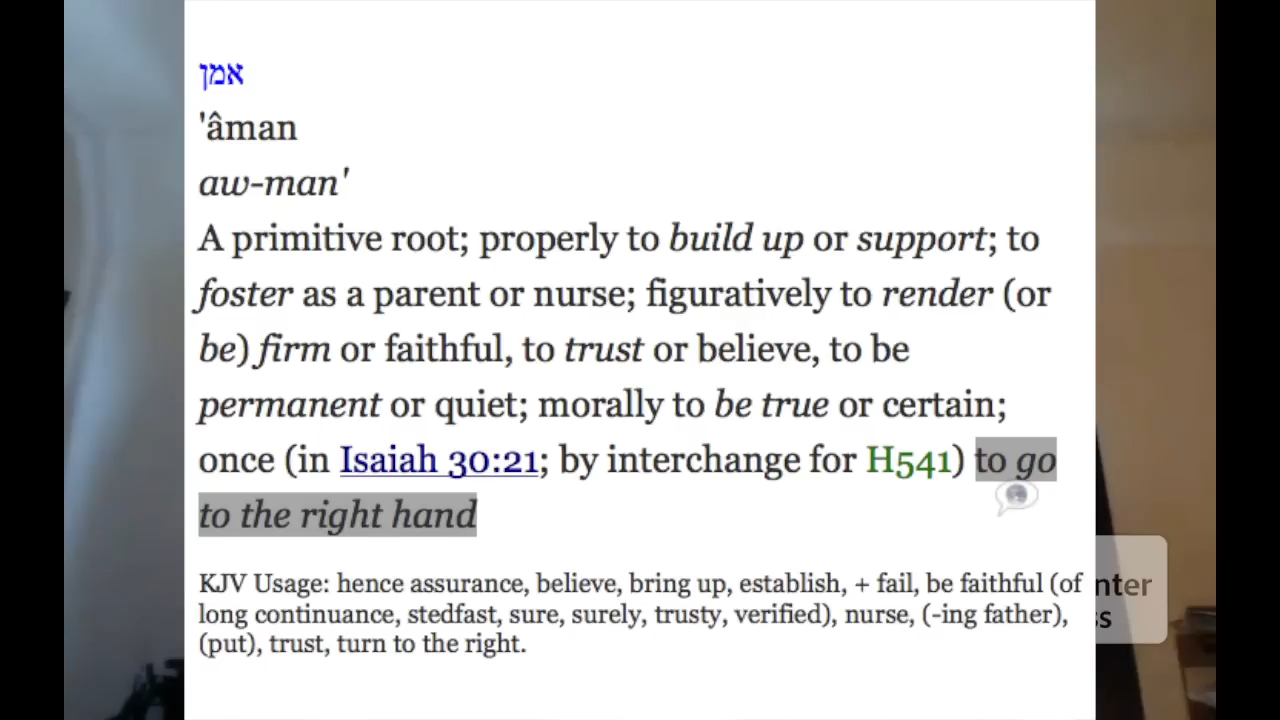 אמן
'âman
aw-man'
A primitive root; properly to build up or support; to
foster as a parent or nurse; figuratively to render (or
be) firm or faithful, to trust or believe, to be
permanent or quiet; morally to be true or certain;
once (in Isaiah 30:21; by interchange for H541) to go
to the right hand
KJV Usage: hence assurance, believe, bring up, establish, + fail, be faithful (of
long continuance, stedfast, sure, surely, trusty, verified), nurse, (-ing father),
(put), trust, turn to the right.